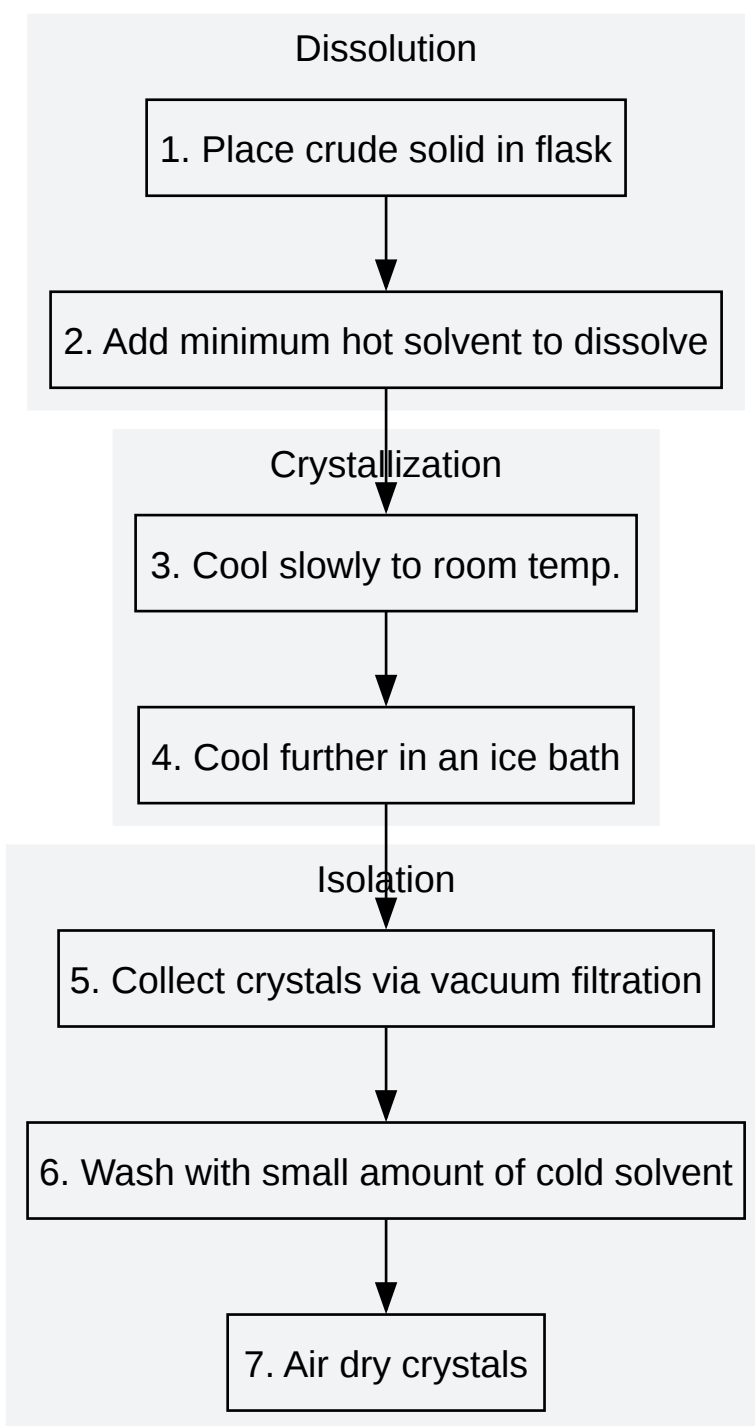 Dissolution
1. Place crude solid in flask
2. Add minimum hot solvent to dissolve
Crystallization
3. Cool slowly to room temp.
4. Cool further in an ice bath
Isolation
5. Collect crystals via vacuum filtration
6. Wash with small amount of cold solvent
7. Air dry crystals